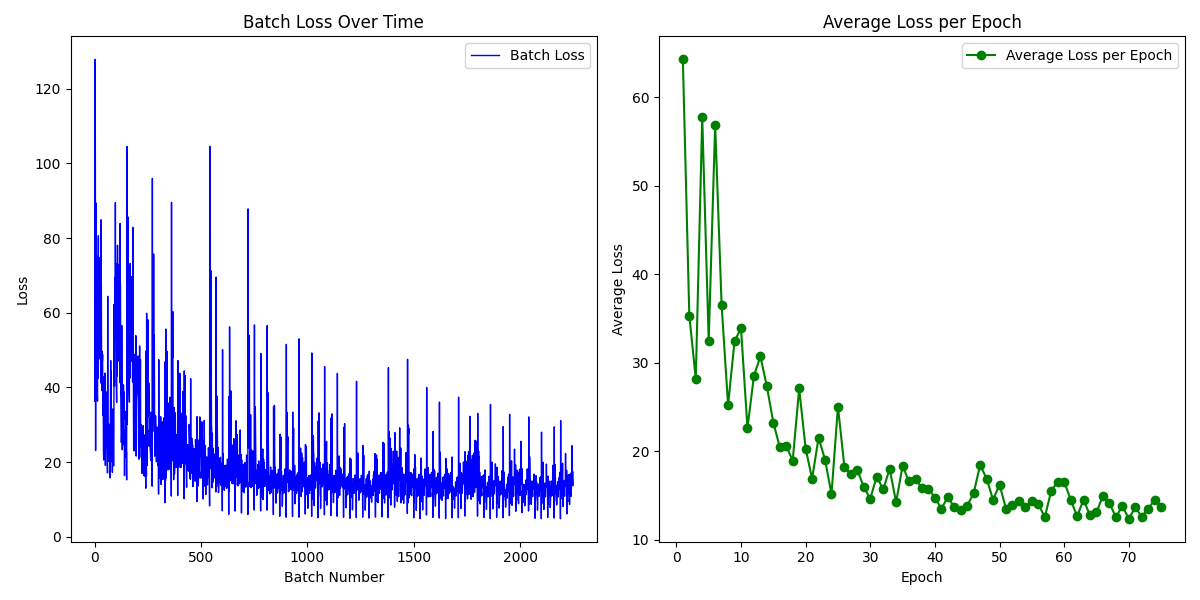 Batch Loss Over Time
Batch Loss
Loss
120
100
80
60
40
20
0
0 500 1000 1500 2000
Batch Number
Average Loss per Epoch
Average Loss per Epoch
Average Loss
60
50
40
30
20
10
0 10 20 30 40 50 60 70
Epoch